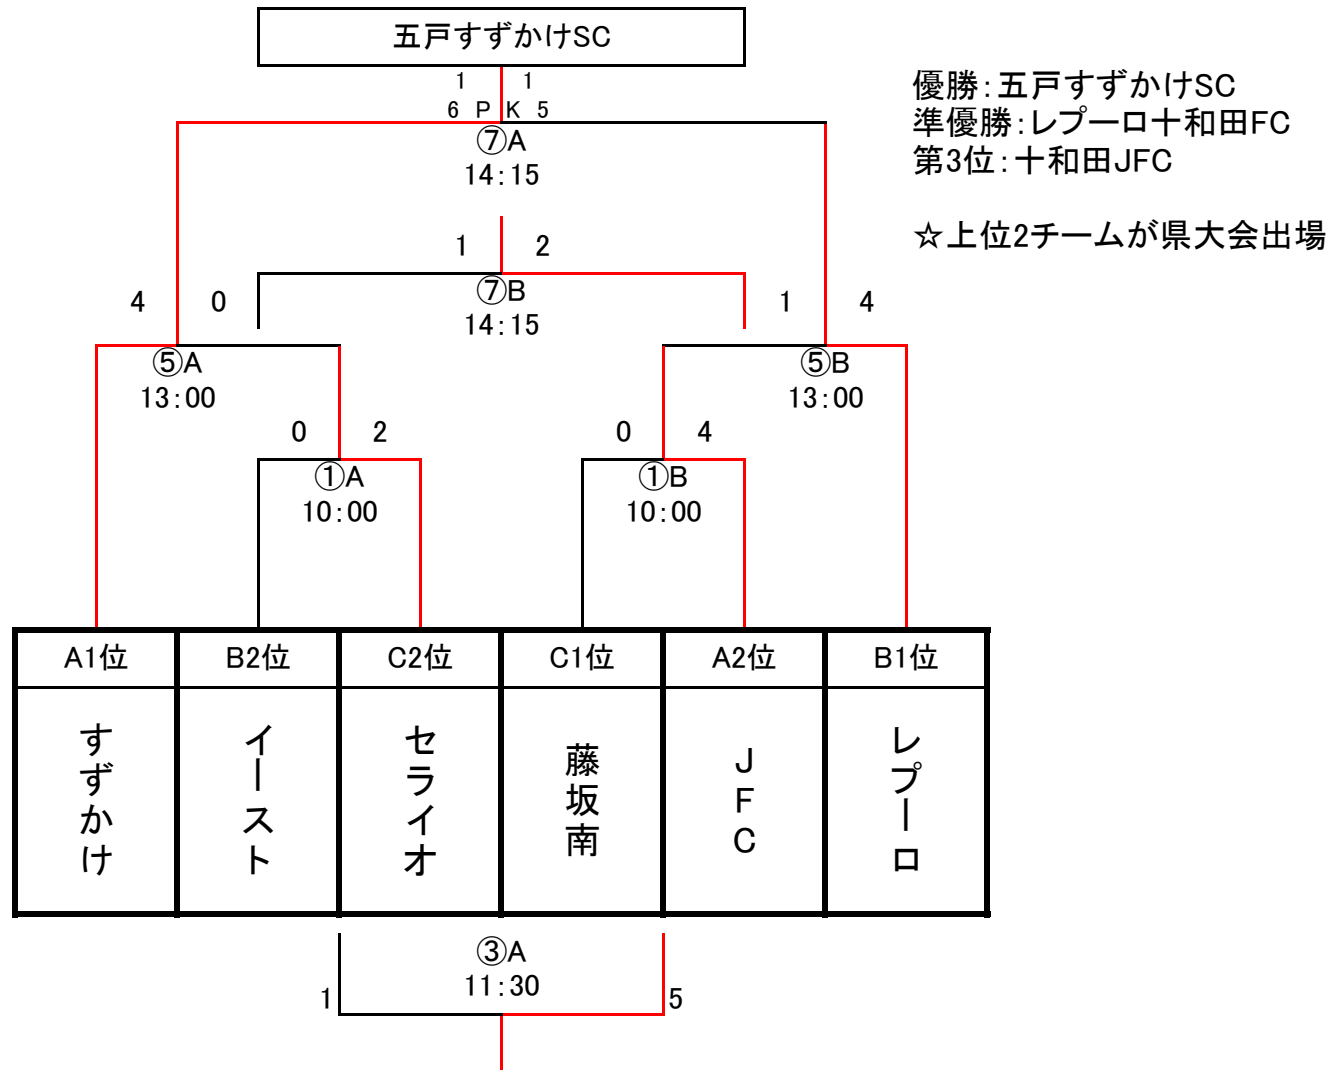 五戸すずかけSC
1 1
6 P K 5
⑦A
14:15
優勝:五戸すずかけSC
準優勝:レプーロ十和田FC
第3位:十和田JFC
☆上位2チームが県大会出場
1 2
⑦B
14:15
4 0
1 4
⑤A
13:00
⑤B
13:00
0 2
0 4
①A
10:00
①B
10:00
A1位 B2位 C2位 C1位 A2位 B1位
すずかけ
イースト
セライオ
藤坂南
JFC
レプーロ
③A
11:30
1 5